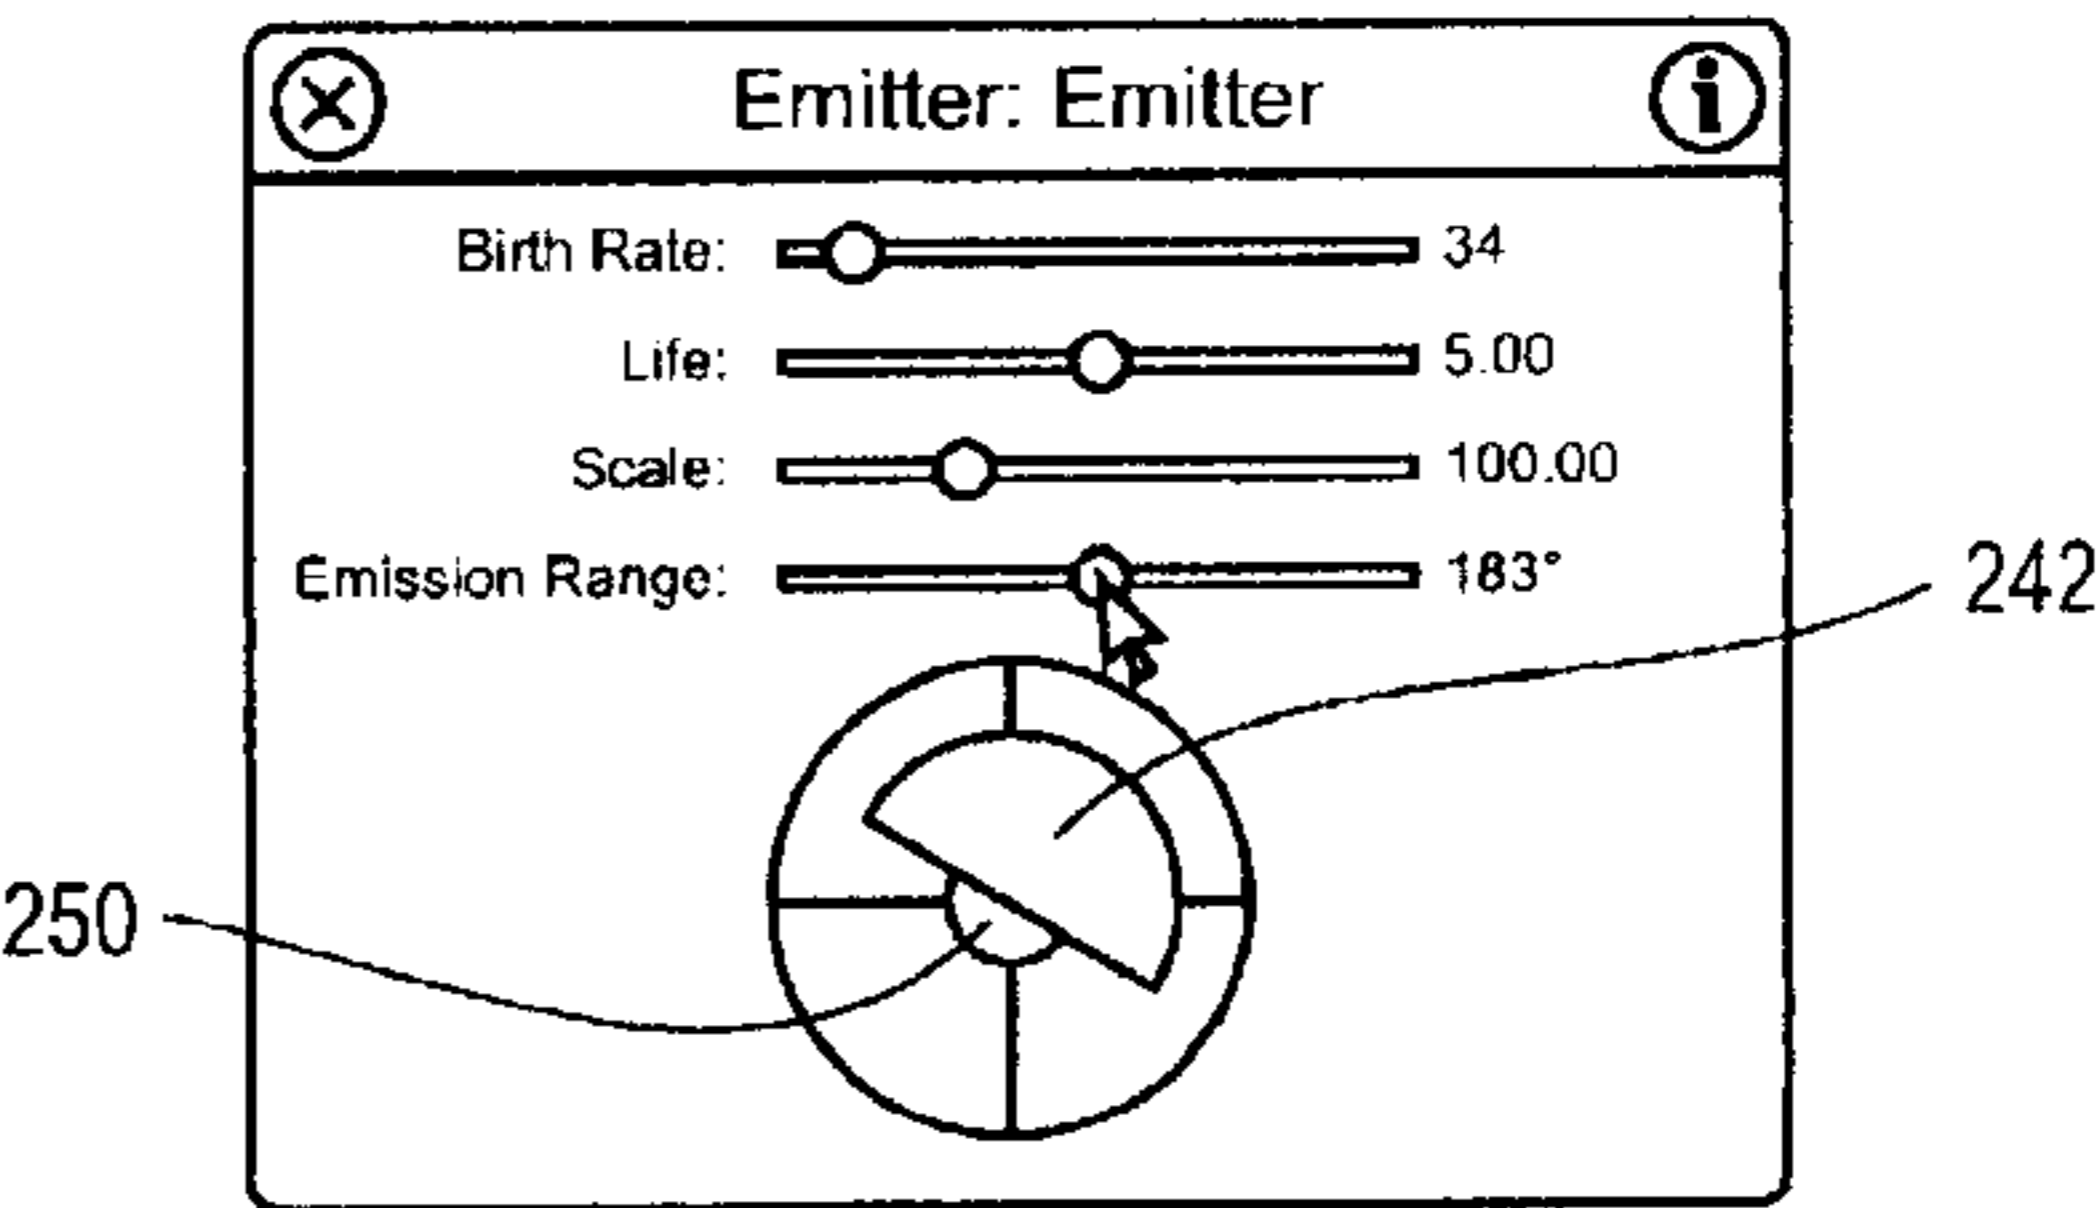 Emitter: Emitter
Birth Rate: 34
Life: 5.00
Scale: 100.00
Emission Range: 183°
242
250